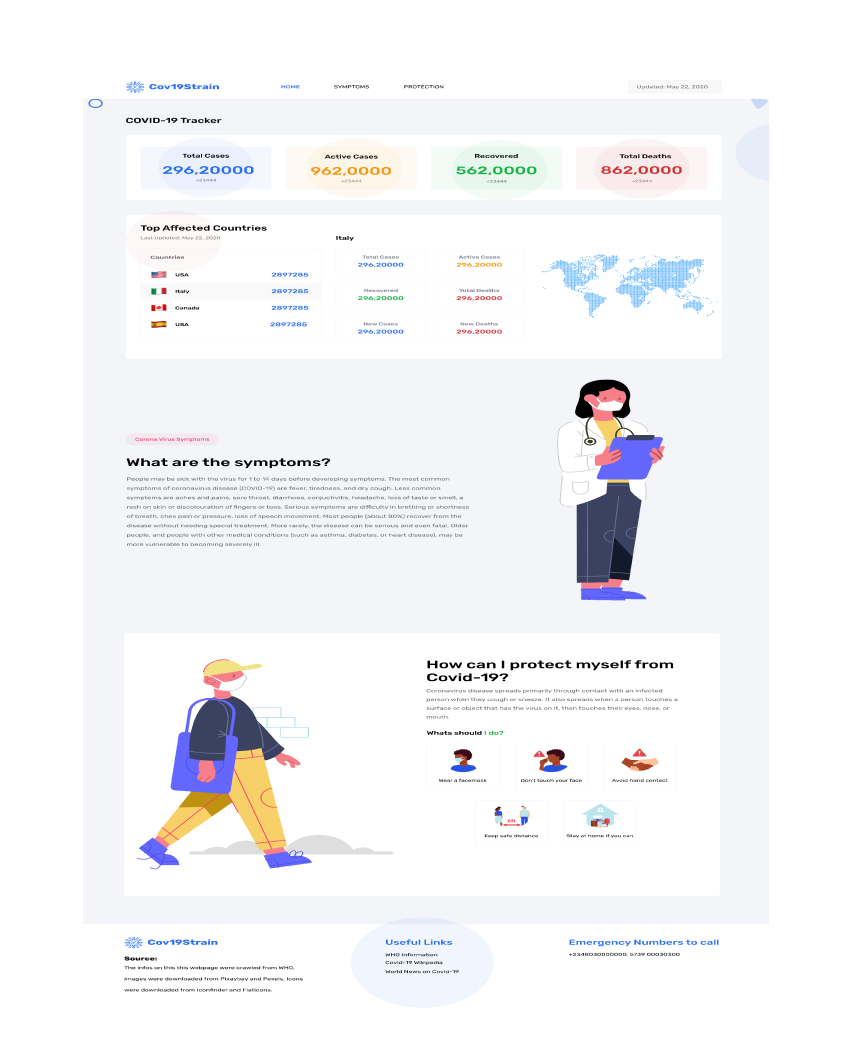 Cov19Strain
HOME SYMPTOMS PROTECTION
Updated: May 22, 2020
COVID-19 Tracker
Total Cases
296,20000
+23444
Active Cases
962,0000
+23444
Recovered
562,0000
+23444
Total Deaths
862,0000
+23444
Top Affected Countries
Last Updated: May 22, 2020
Countries
USA 2897285
Italy 2897285
Canada 2897285
USA 2897285
Italy
Total Cases
296,20000
Active Cases
296,20000
Recovered
296,20000
Total Deaths
296,20000
New Cases
296,20000
New Deaths
296,20000
Corona Virus Symptoms
What are the symptoms?
People may be sick with the virus for 1 to 14 days before developing symptoms. The most common
symptoms of coronavirus disease (COVID-19) are fever, tiredness, and dry cough. Less common
symptoms are aches and pains, sore throat, diarrhoea, conjuctivitis, headache, loss of taste or smell, a
rash on skin or discolouration of fingers or toes. Serious symptoms are difficulty in brething or shortness
of breath, ches pain or pressure, loss of speech movement. Most people (about 80%) recover from the
disease without needing special treatment. More rarely, the disease can be serious and even fatal. Older
people, and people with other medical conditions (such as asthma, diabetes, or heart disease), may be
more vulnerable to becoming severely ill.
How can I protect myself from
Covid-19?
Coronavirus disease spreads primarily through contact with an infected
person when they cough or sneeze. It also spreads when a person touches a
surface or object that has the virus on it, then touches their eyes, nose, or
mouth.
Whats should I do?
Wear a facemask
Don't touch your face
Avoid hand contact
6ft
Keep safe distance
Stay at home if you can
Cov19Strain
Source:
The infos on this this webpage were crawled from WHO,
Images were downloaded from Pixavbay and Pexels, Icons
were downloaded from Iconfinder and Flaticons.
Useful Links
WHO Information
Covid-19 Wikipedia
World News on Covid-19
Emergency Numbers to call
+2348030000000, 5739 00030300